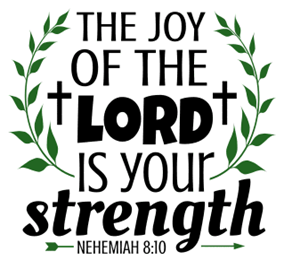 THE JOY
OF THE
LORD
IS YOUR
strength
NEHEMIAH 8:10